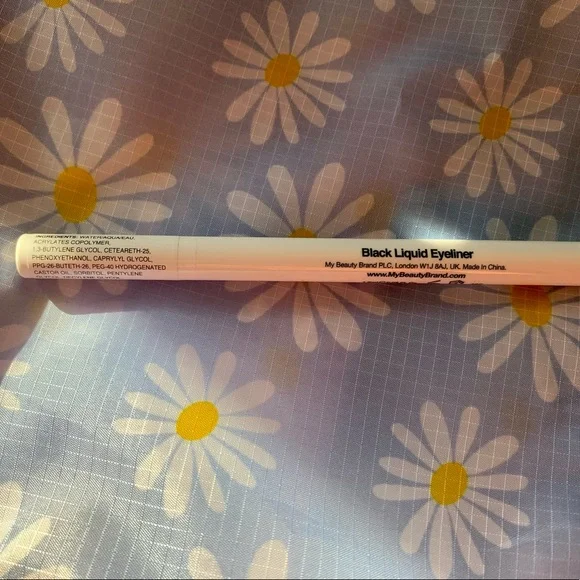 INGREDIENTS: WATER/AQUA/EAU,
ACRYLATES COPOLYMER,
1,3-BUTYLENE GLYCOL, CETEARETH-25,
PHENOXYETHANOL, CAPRYLYL GLYCOL,
PPG-26-BUTETH-26, PEG-40 HYDROGENATED
CASTOR OIL, SORBITOL, PENTYLENE
Black Liquid Eyeliner
My Beauty Brand PLC, London W1J 8AJ, UK. Made In China.
www.MyBeautyBrand.com